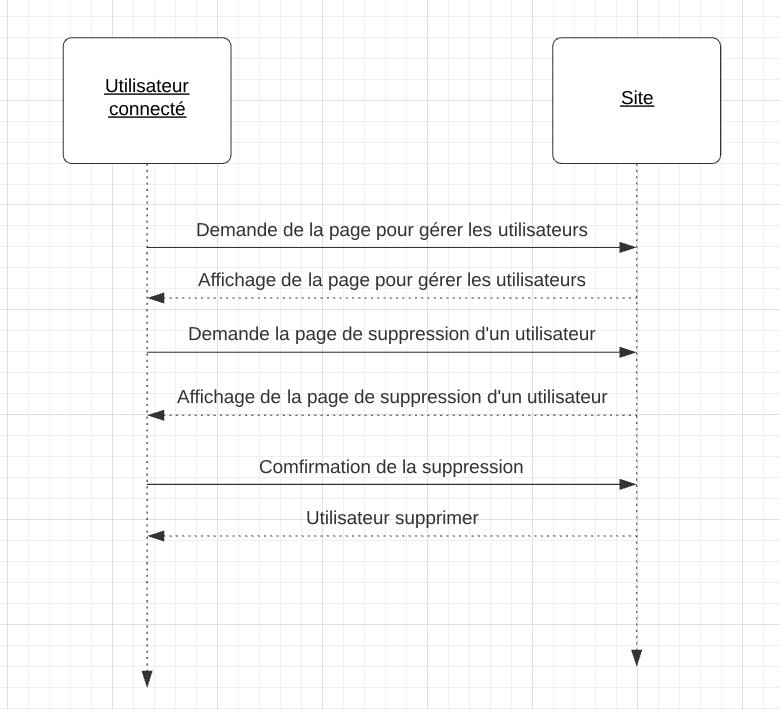 Utilisateur
connecté
Site
Demande de la page pour gérer les utilisateurs
Affichage de la page pour gérer les utilisateurs
Demande la page de suppression d'un utilisateur
Affichage de la page de suppression d'un utilisateur
Comfirmation de la suppression
Utilisateur supprimer